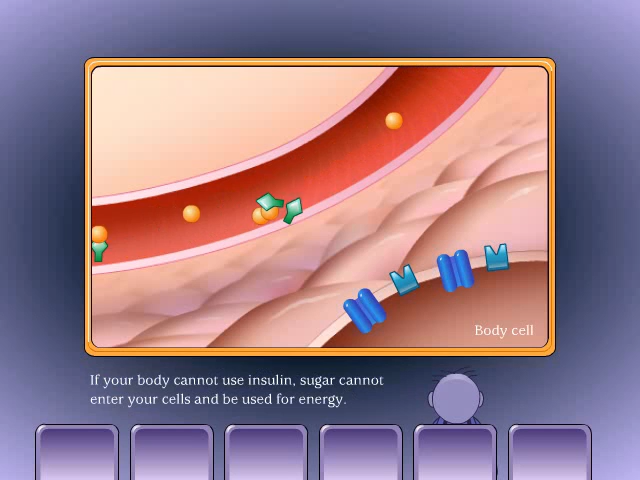 Body cell
If your body cannot use insulin, sugar cannot
enter your cells and be used for energy.